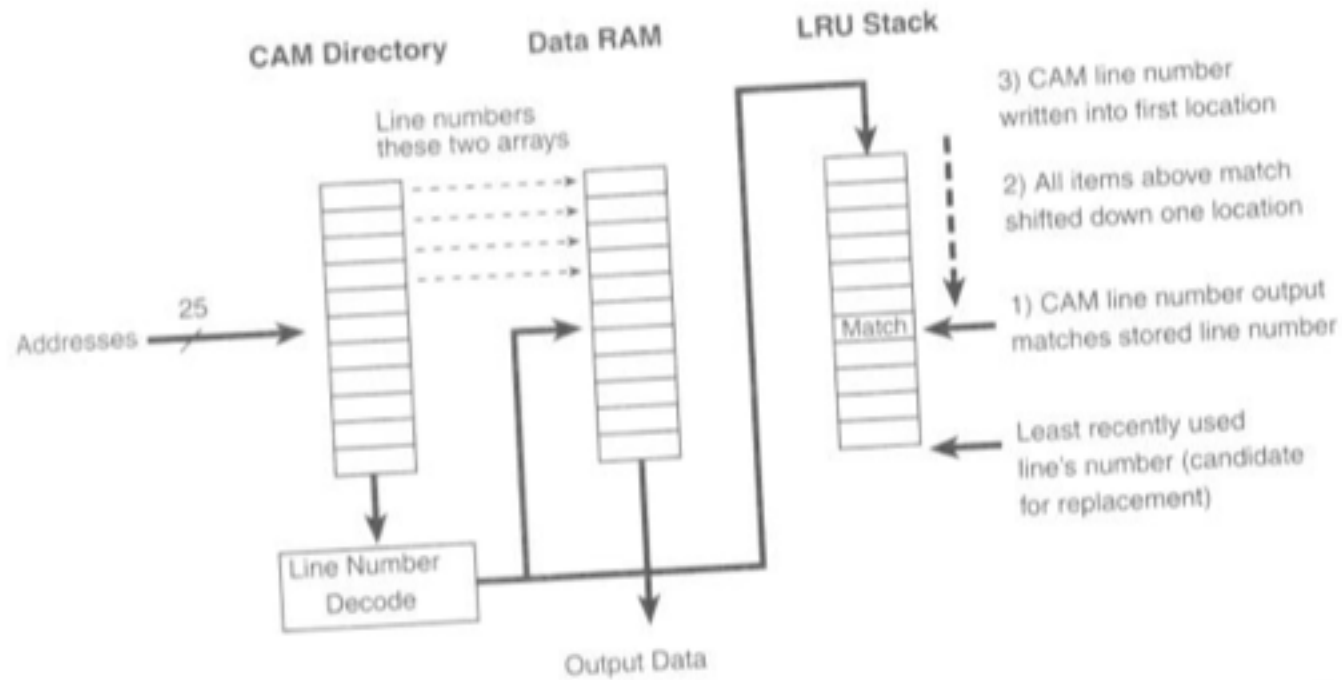 CAM Directory
Data RAM
LRU Stack
Line numbers
these two arrays
3) CAM line number
written into first location
2) All items above match
shifted down one location
25
Addresses
Match
1) CAM line number output
matches stored line number
Least recently used
line's number (candidate
for replacement)
Line Number
Decode
Output Data